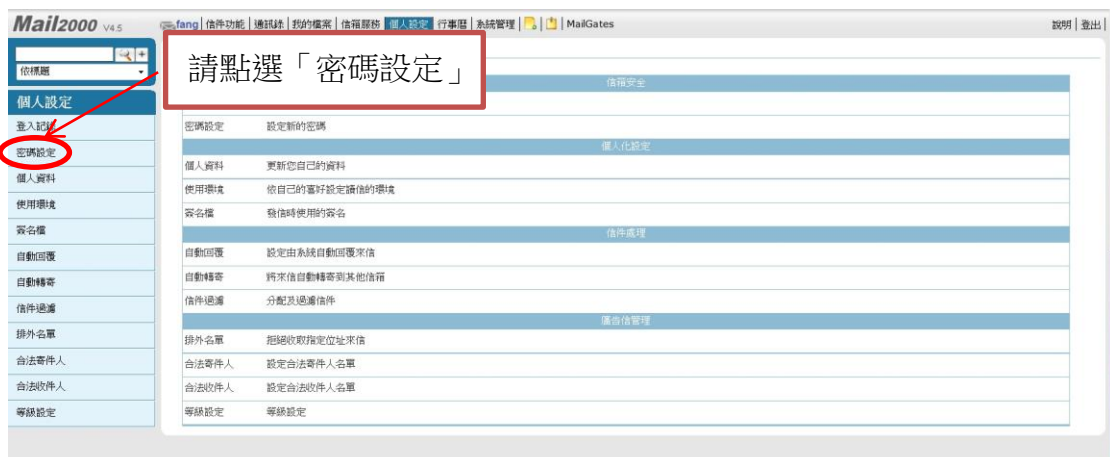 Mail2000 V4.5
fang | 信件功能 | 通訊錄 | 我的檔案 | 信箱服務 | 個人設定 | 行事曆 | 系統管理 | MailGates
說明 | 登出 |
依標題
請點選「密碼設定」
個人設定
登入記錄
密碼設定
個人資料
使用環境
簽名檔
自動回覆
自動轉寄
信件過濾
排外名單
合法寄件人
合法收件人
等級設定
信箱安全
密碼設定 設定新的密碼
個人化設定
個人資料 更新您自己的資料
使用環境 依自己的喜好設定讀信的環境
簽名檔 發信時使用的簽名
信件處理
自動回覆 設定由系統自動回覆來信
自動轉寄 將來信自動轉寄到其他信箱
信件過濾 分配及過濾信件
廣告信管理
排外名單 拒絕收取指定位址來信
合法寄件人 設定合法寄件人名單
合法收件人 設定合法收件人名單
等級設定 等級設定